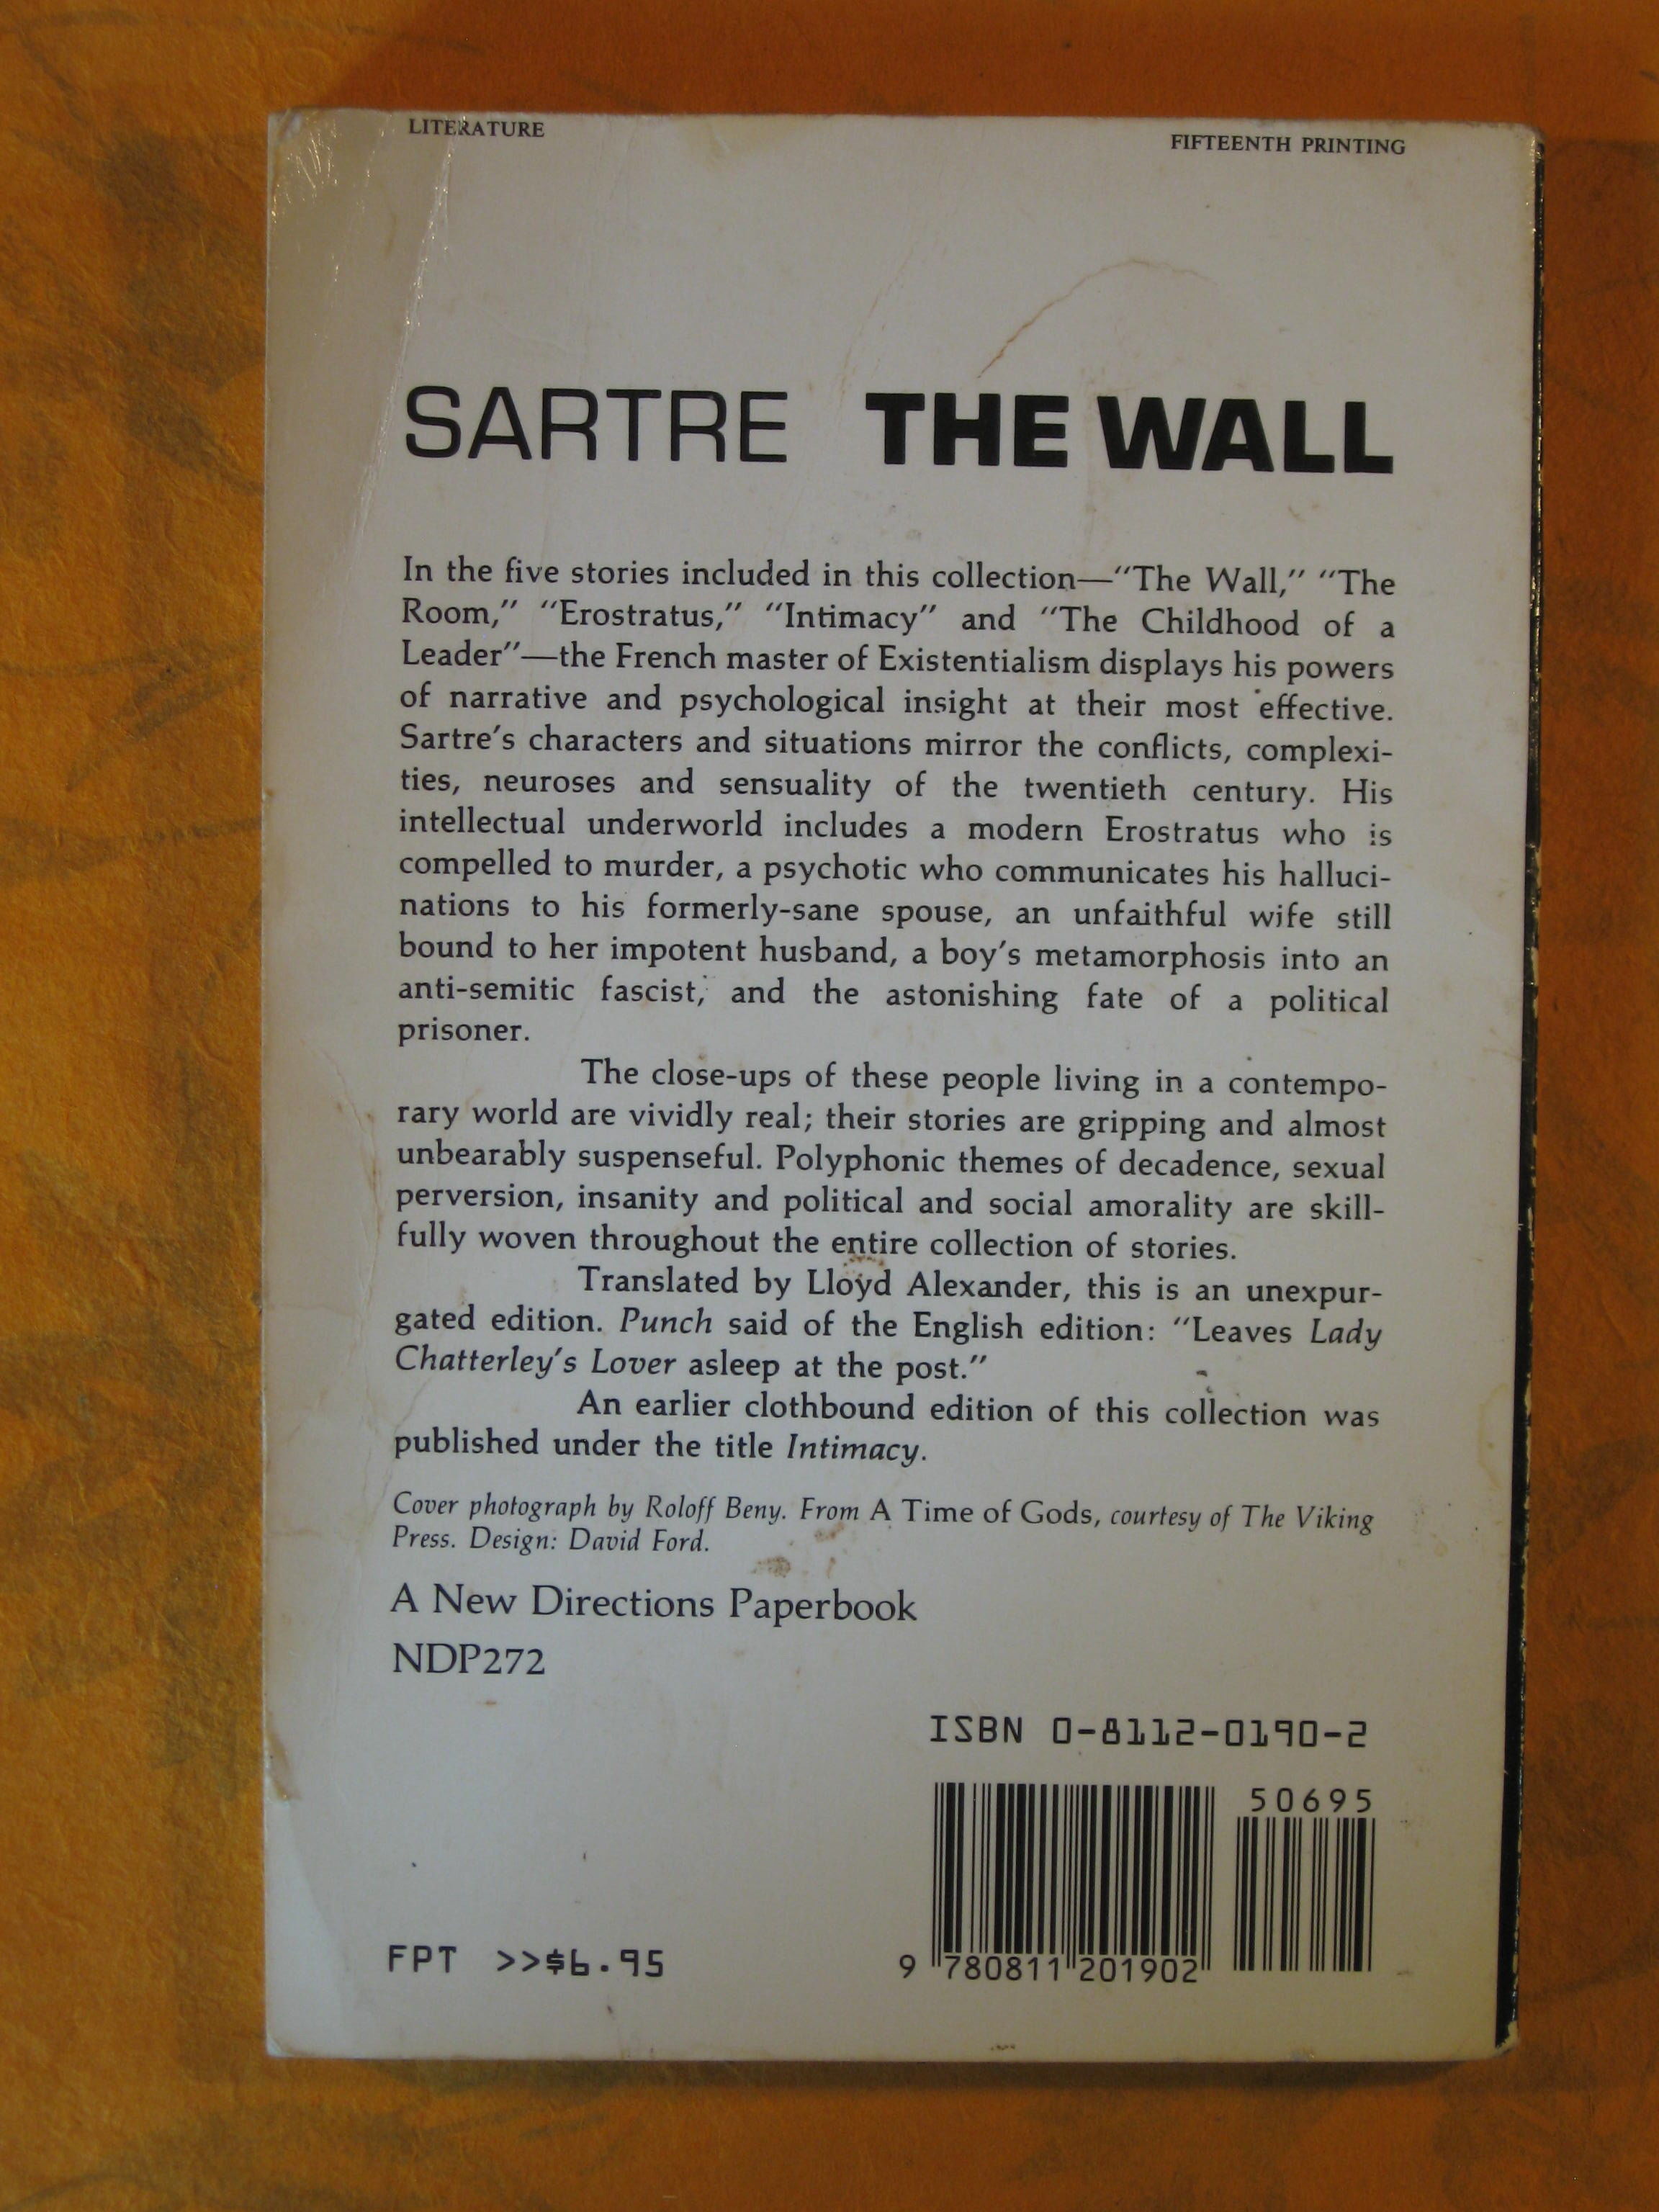 LITERATURE
FIFTEENTH PRINTING
SARTRE THE WALL
In the five stories included in this collection—"The Wall," "The
Room," "Erostratus," "Intimacy" and "The Childhood of a
Leader"—the French master of Existentialism displays his powers
of narrative and psychological insight at their most effective.
Sartre's characters and situations mirror the conflicts, complexi-
ties, neuroses and sensuality of the twentieth century. His
intellectual underworld includes a modern Erostratus who is
compelled to murder, a psychotic who communicates his halluci-
nations to his formerly-sane spouse, an unfaithful wife still
bound to her impotent husband, a boy's metamorphosis into an
anti-semitic fascist, and the astonishing fate of a political
prisoner.
The close-ups of these people living in a contempo-
rary world are vividly real; their stories are gripping and almost
unbearably suspenseful. Polyphonic themes of decadence, sexual
perversion, insanity and political and social amorality are skill-
fully woven throughout the entire collection of stories.
Translated by Lloyd Alexander, this is an unexpur-
gated edition. Punch said of the English edition: "Leaves Lady
Chatterley's Lover asleep at the post."
An earlier clothbound edition of this collection was
published under the title Intimacy.
Cover photograph by Roloff Beny. From A Time of Gods, courtesy of The Viking
Press. Design: David Ford.
A New Directions Paperbook
NDP272
ISBN 0-8112-0190-2
50695
FPT >>$6.95
9 780811 201902